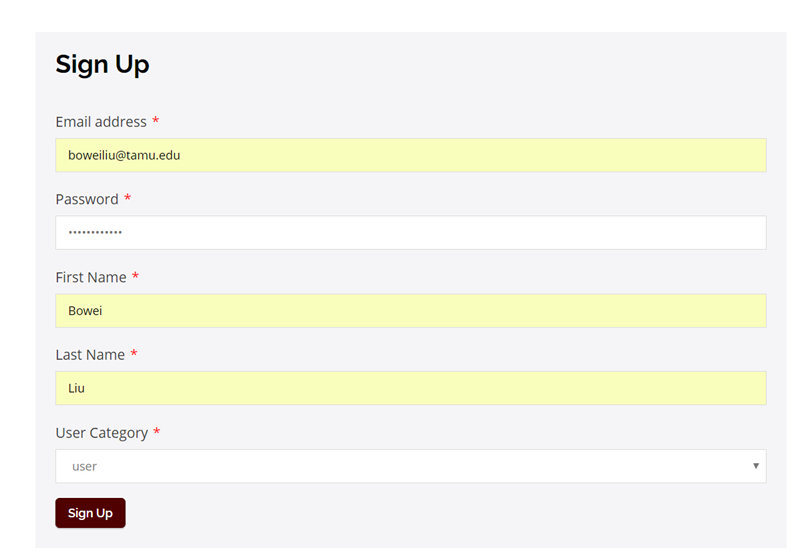 Sign Up
Email address *
boweiliu@tamu.edu
Password *
••••••••••••
First Name *
Bowei
Last Name *
Liu
User Category *
user
Sign Up